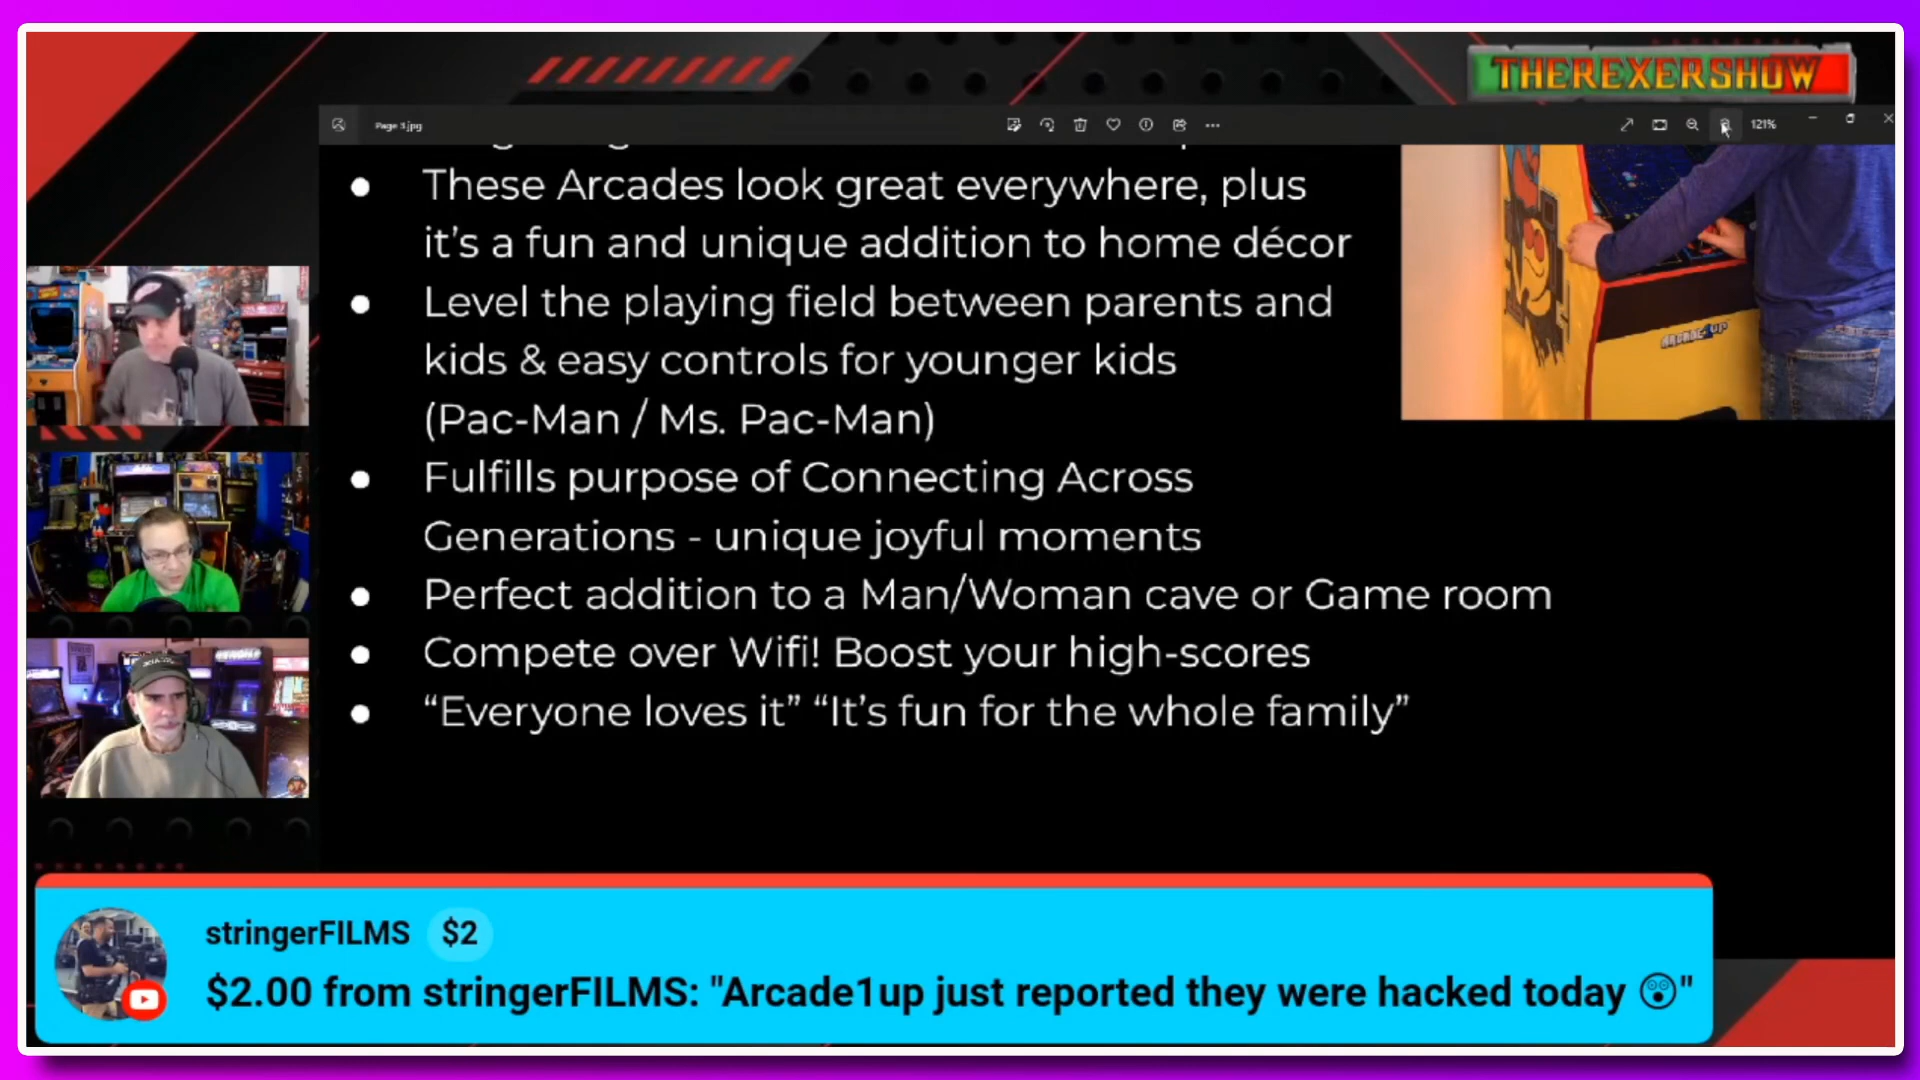 THEREXERSHOW
Page 3.jpg
121%
These Arcades look great everywhere, plus
it’s a fun and unique addition to home décor
Level the playing field between parents and
kids & easy controls for younger kids
(Pac-Man / Ms. Pac-Man)
Fulfills purpose of Connecting Across
Generations - unique joyful moments
Perfect addition to a Man/Woman cave or Game room
Compete over Wifi! Boost your high-scores
“Everyone loves it” “It’s fun for the whole family”
ARCADE1UP
stringerFILMS $2
$2.00 from stringerFILMS: "Arcade1up just reported they were hacked today 😲"